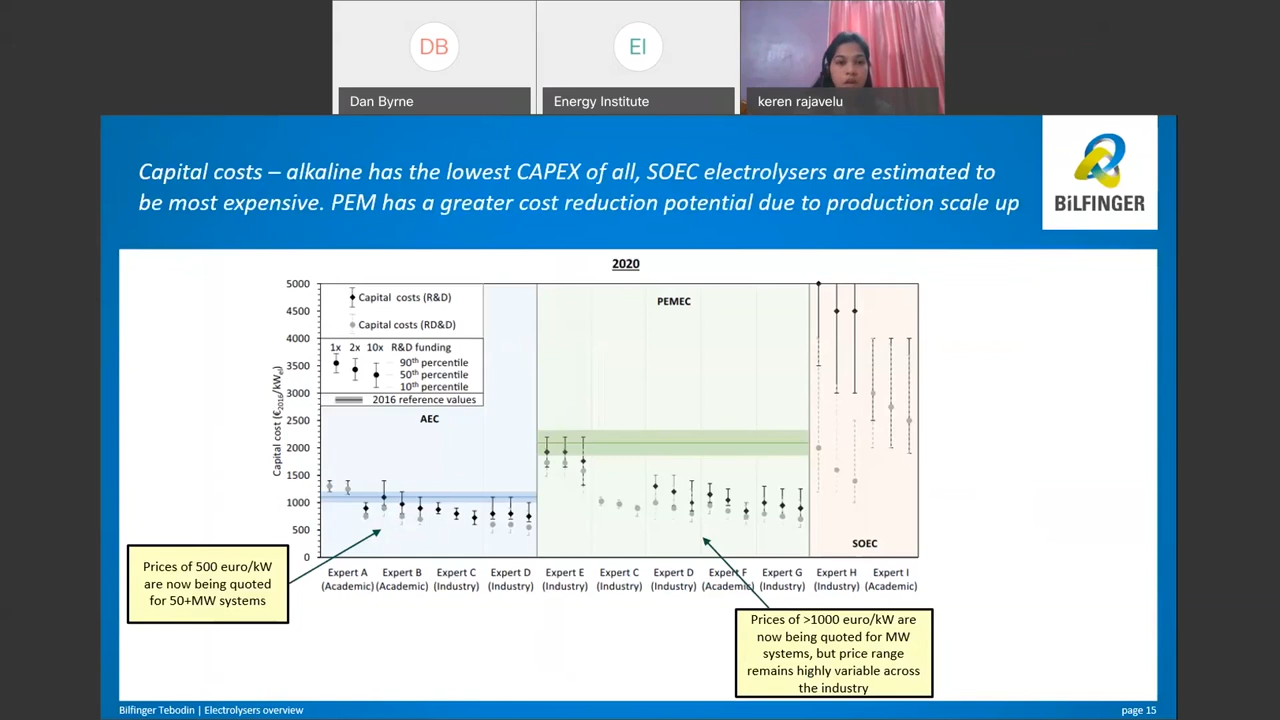 DB
EI
Dan Byrne
Energy Institute
keren rajavelu
Capital costs – alkaline has the lowest CAPEX of all, SOEC electrolysers are estimated to
be most expensive. PEM has a greater cost reduction potential due to production scale up
BiLFINGER
2020
5000
4500
4000
3500
3000
2500
2000
1500
1000
500
0
Capital cost (€2016/kWel)
Capital costs (R&D)
Capital costs (RD&D)
1x 2x 10x R&D funding
90th percentile
50th percentile
10th percentile
2016 reference values
AEC
PEMEC
SOEC
Expert A
(Academic)
Expert B
(Academic)
Expert C
(Industry)
Expert D
(Industry)
Expert E
(Industry)
Expert C
(Industry)
Expert D
(Industry)
Expert F
(Academic)
Expert G
(Industry)
Expert H
(Industry)
Expert I
(Academic)
Prices of 500 euro/kW
are now being quoted
for 50+MW systems
Prices of >1000 euro/kW are
now being quoted for MW
systems, but price range
remains highly variable across
the industry
Bilfinger Tebodin | Electrolysers overview
page 15